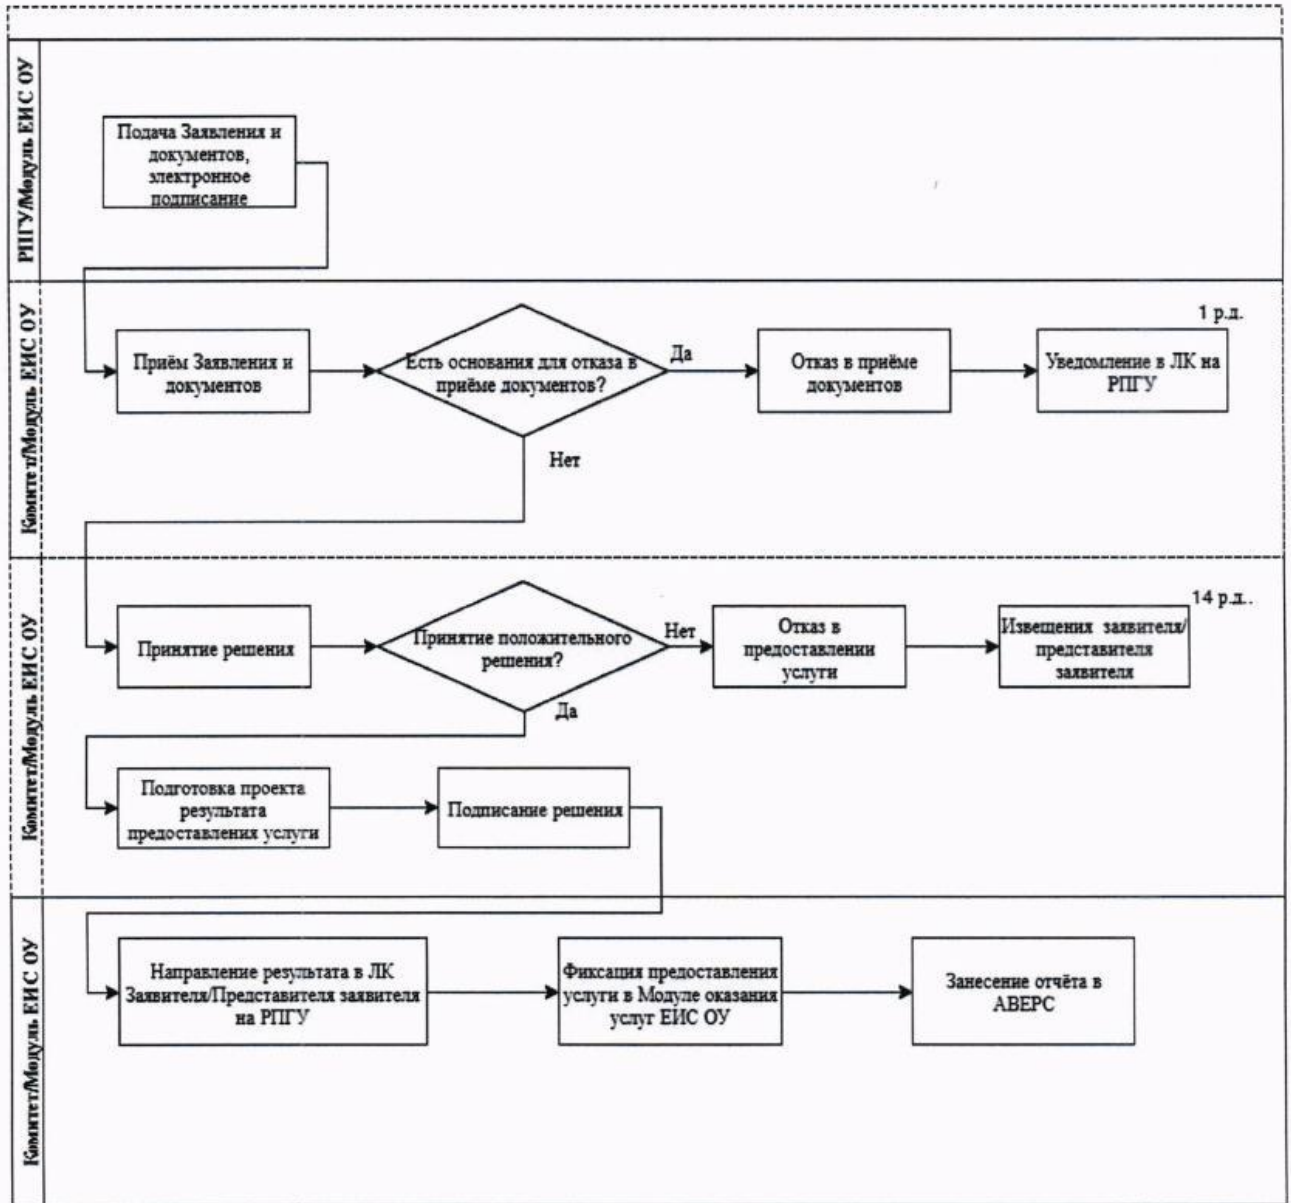 РПГУ/Модуль ЕИС ОУ
Подача Заявления и
документов,
электронное
подписание
Комитет/Модуль ЕИС ОУ
1 р.д.
Приём Заявления и
документов
Есть основания для отказа в
приёме документов?
Да
Отказ в приёме
документов
Уведомление в ЛК на
РПГУ
Нет
Комитет/Модуль ЕИС ОУ
14 р.д..
Принятие решения
Принятие положительного
решения?
Нет
Отказ в
предоставлении
услуги
Извещения заявителя/
представителя
заявителя
Да
Подготовка проекта
результата
предоставления услуги
Подписание решения
Комитет/Модуль ЕИС ОУ
Направление результата в ЛК
Заявителя/Представителя заявителя
на РПГУ
Фиксация предоставления
услуги в Модуле оказания
услуг ЕИС ОУ
Занесение отчёта в
АВЕРС